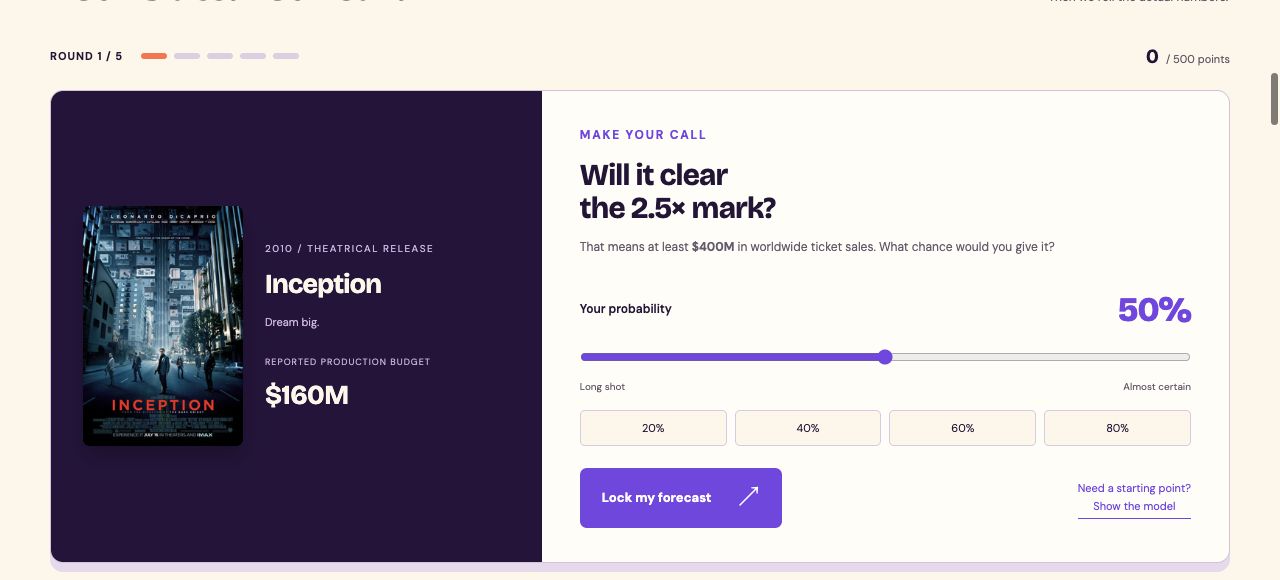 ROUND 1 / 5
0 / 500 points
LEONARDO DiCAPRIO
INCEPTION
2010 / THEATRICAL RELEASE
Inception
Dream big.
REPORTED PRODUCTION BUDGET
$160M
MAKE YOUR CALL
Will it clear
the 2.5× mark?
That means at least $400M in worldwide ticket sales. What chance would you give it?
Your probability
50%
Long shot
Almost certain
20%
40%
60%
80%
Lock my forecast
Need a starting point?
Show the model